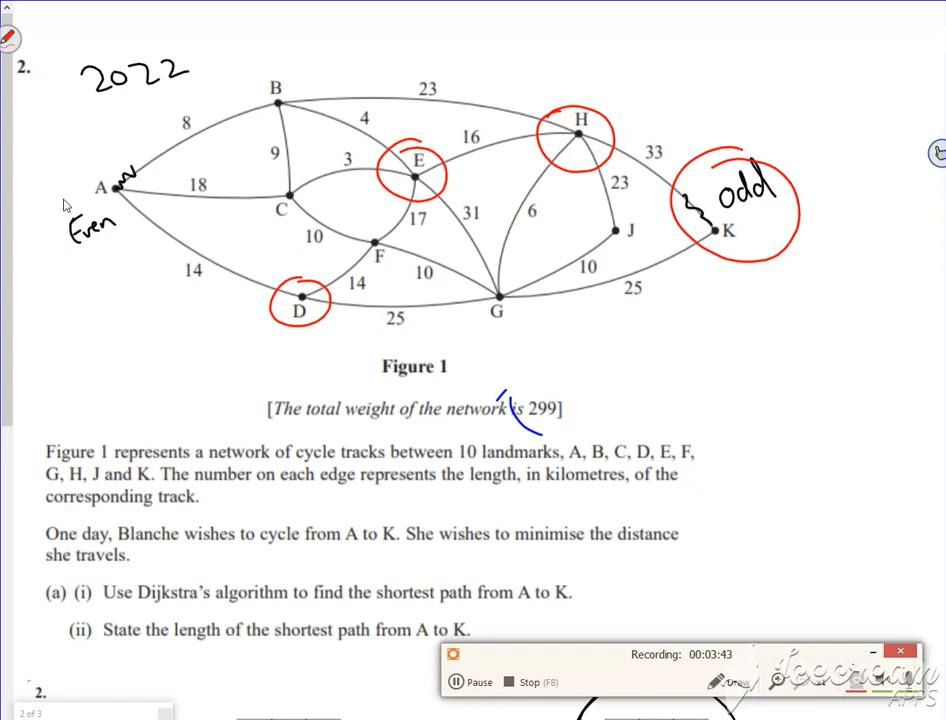 2.
2022
B
23
8
4
H
9
E
16
33
3
odd
A
18
23
C
17
31
6
J
K
Even
10
F
10
14
14
10
25
D
G
25
Figure 1
[The total weight of the network is 299]
Figure 1 represents a network of cycle tracks between 10 landmarks, A, B, C, D, E, F,
G, H, J and K. The number on each edge represents the length, in kilometres, of the
corresponding track.
One day, Blanche wishes to cycle from A to K. She wishes to minimise the distance
she travels.
(a) (i) Use Dijkstra's algorithm to find the shortest path from A to K.
(ii) State the length of the shortest path from A to K.
Recording: 00:03:43
Pause Stop (F8) Draw x1
Icecream
APPS
2.
2 of 3